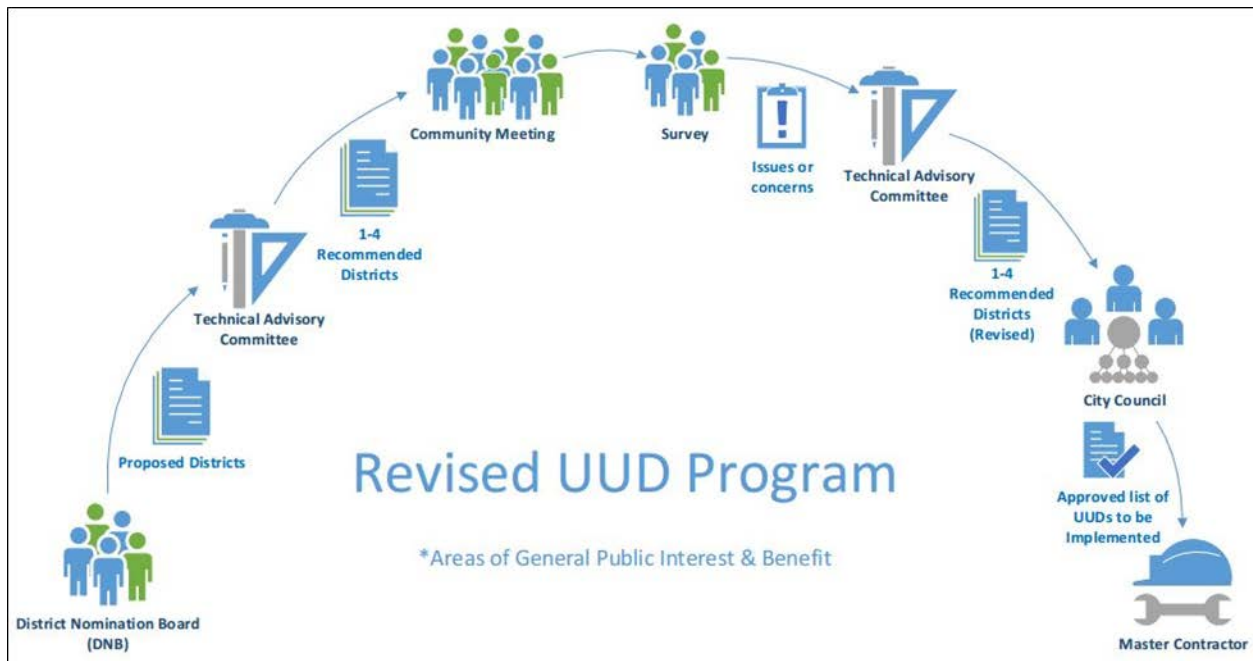 District Nomination Board
(DNB)
Proposed Districts
Technical Advisory
Committee
1-4
Recommended
Districts
Community Meeting
Survey
Issues or
concerns
Technical Advisory
Committee
1-4
Recommended
Districts
(Revised)
City Council
Approved list of
UUDs to be
Implemented
Master Contractor
Revised UUD Program
*Areas of General Public Interest & Benefit